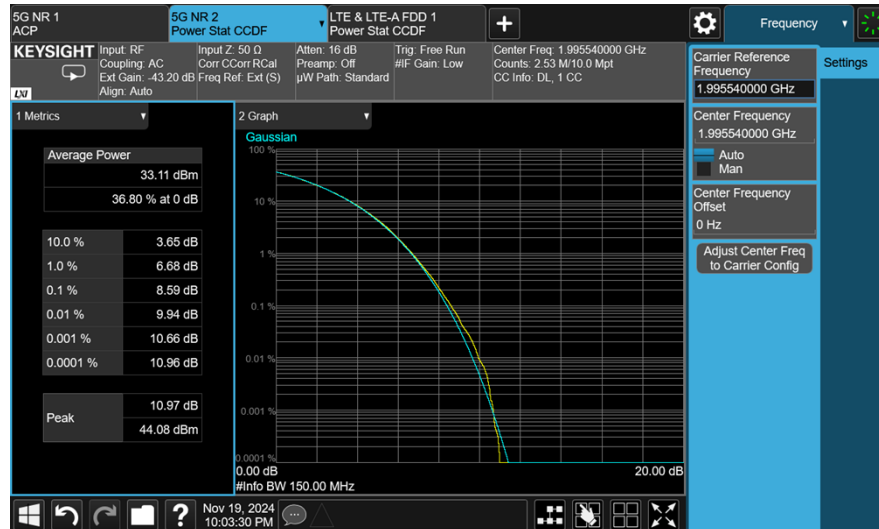 5G NR 1
ACP
5G NR 2
Power Stat CCDF
LTE & LTE-A FDD 1
Power Stat CCDF
Frequency
KEYSIGHT
LXI
Input: RF
Coupling: AC
Ext Gain: -43.20 dB
Align: Auto
Input Z: 50 Ω
Corr CCorr RCal
Freq Ref: Ext (S)
Atten: 16 dB
Preamp: Off
µW Path: Standard
Trig: Free Run
#IF Gain: Low
Center Freq: 1.995540000 GHz
Counts: 2.53 M/10.0 Mpt
CC Info: DL, 1 CC
1 Metrics
Average Power
33.11 dBm
36.80 % at 0 dB
10.0 % 3.65 dB
1.0 % 6.68 dB
0.1 % 8.59 dB
0.01 % 9.94 dB
0.001 % 10.66 dB
0.0001 % 10.96 dB
Peak
10.97 dB
44.08 dBm
2 Graph
Gaussian
100 %
10 %
1 %
0.1 %
0.01 %
0.001 %
0.0001 %
0.00 dB 20.00 dB
#Info BW 150.00 MHz
Carrier Reference
Frequency
1.995540000 GHz
Center Frequency
1.995540000 GHz
Auto
Man
Center Frequency
Offset
0 Hz
Adjust Center Freq
to Carrier Config
Settings
?
Nov 19, 2024
10:03:30 PM